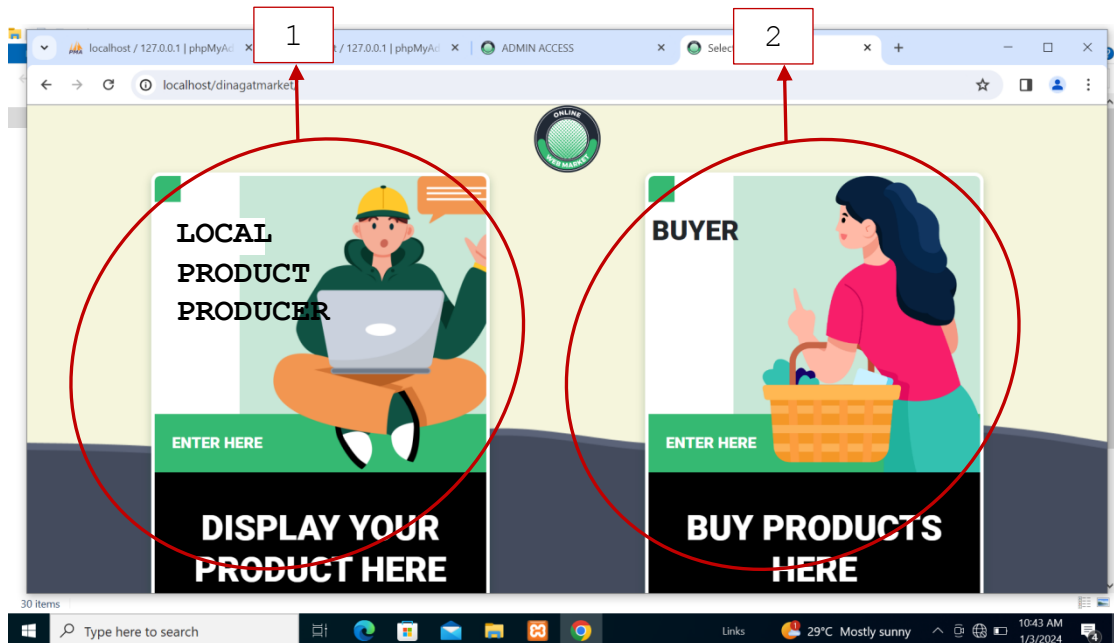 1
2
localhost / 127.0.0.1 | phpMyAd
t / 127.0.0.1 | phpMyAd
ADMIN ACCESS
Selec
localhost/dinagatmarket/
ONLINE
WEB MARKET
LOCAL
PRODUCT
PRODUCER
ENTER HERE
DISPLAY YOUR
PRODUCT HERE
BUYER
ENTER HERE
BUY PRODUCTS
HERE
30 items
Type here to search
Links
29°C Mostly sunny
10:43 AM
1/3/2024
4